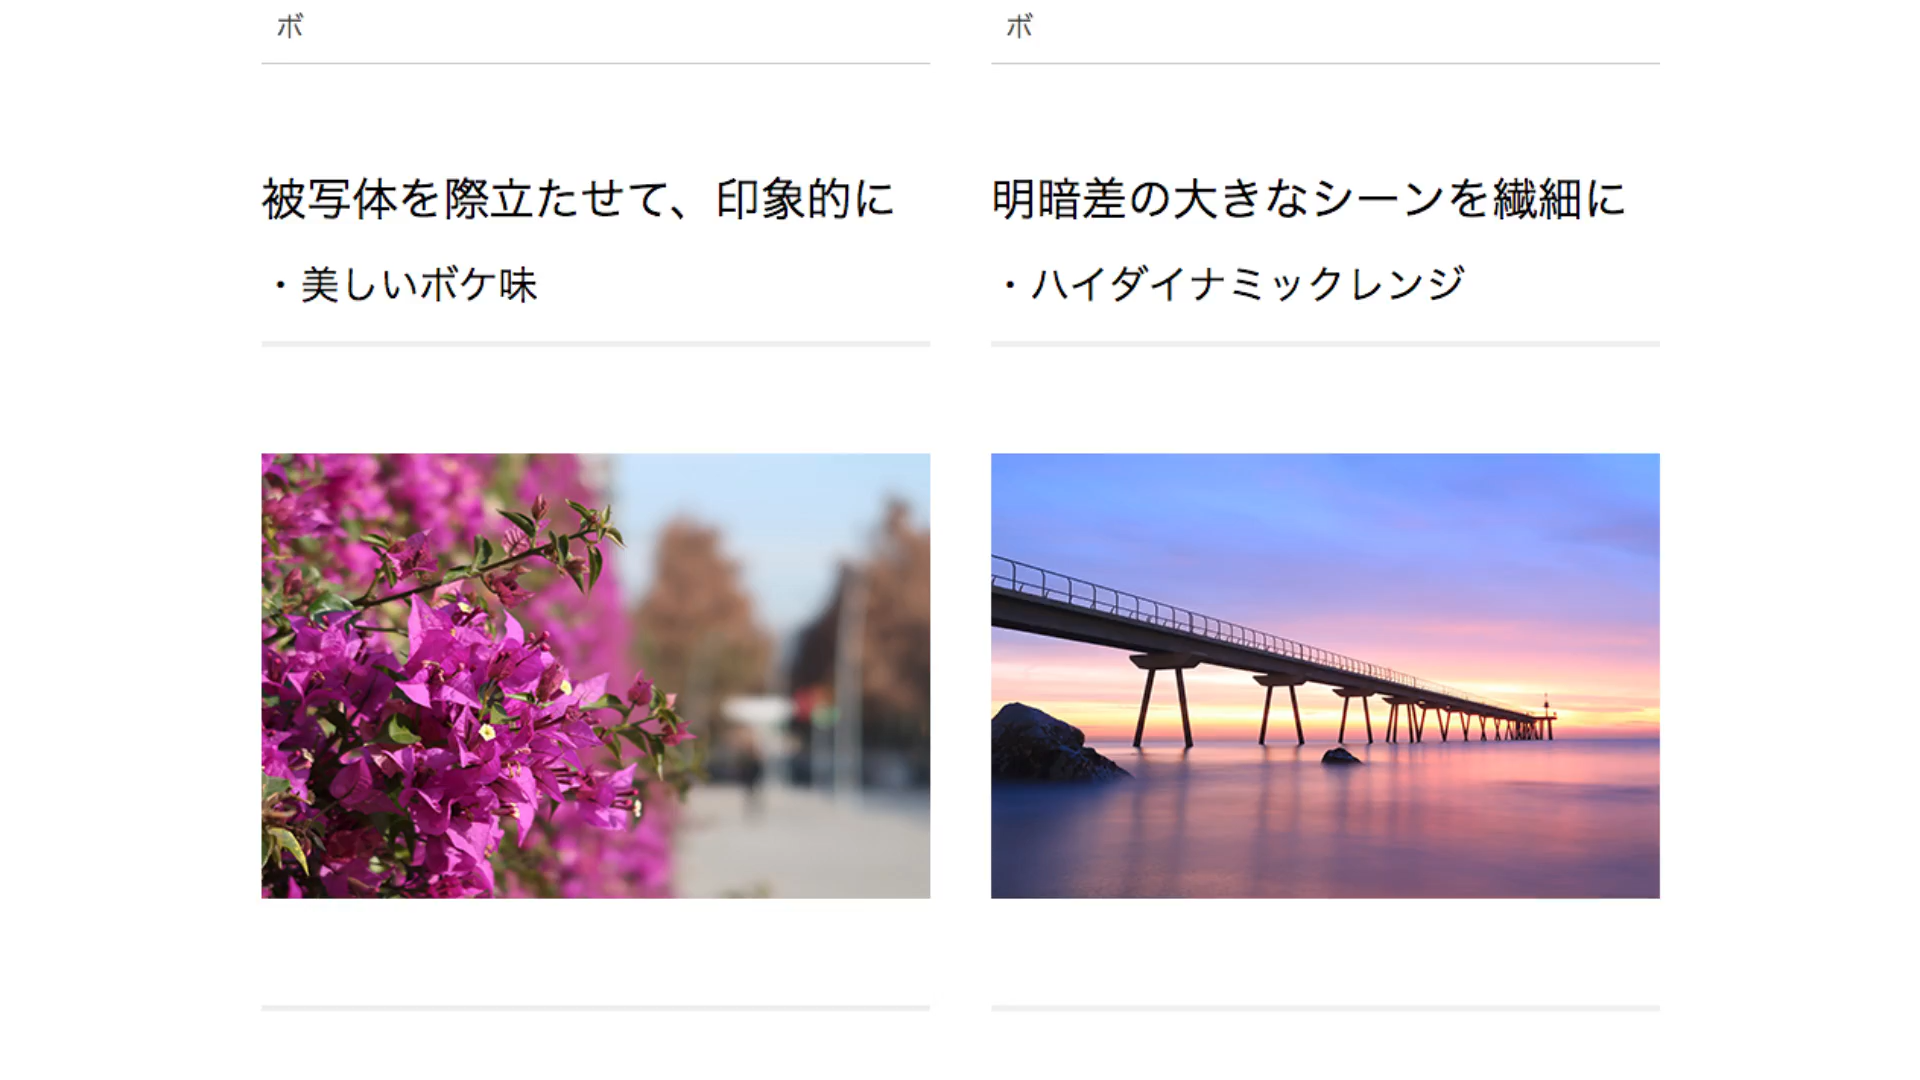 ボ
ボ
被写体を際立たせて、印象的に
・美しいボケ味
明暗差の大きなシーンを繊細に
・ハイダイナミックレンジ